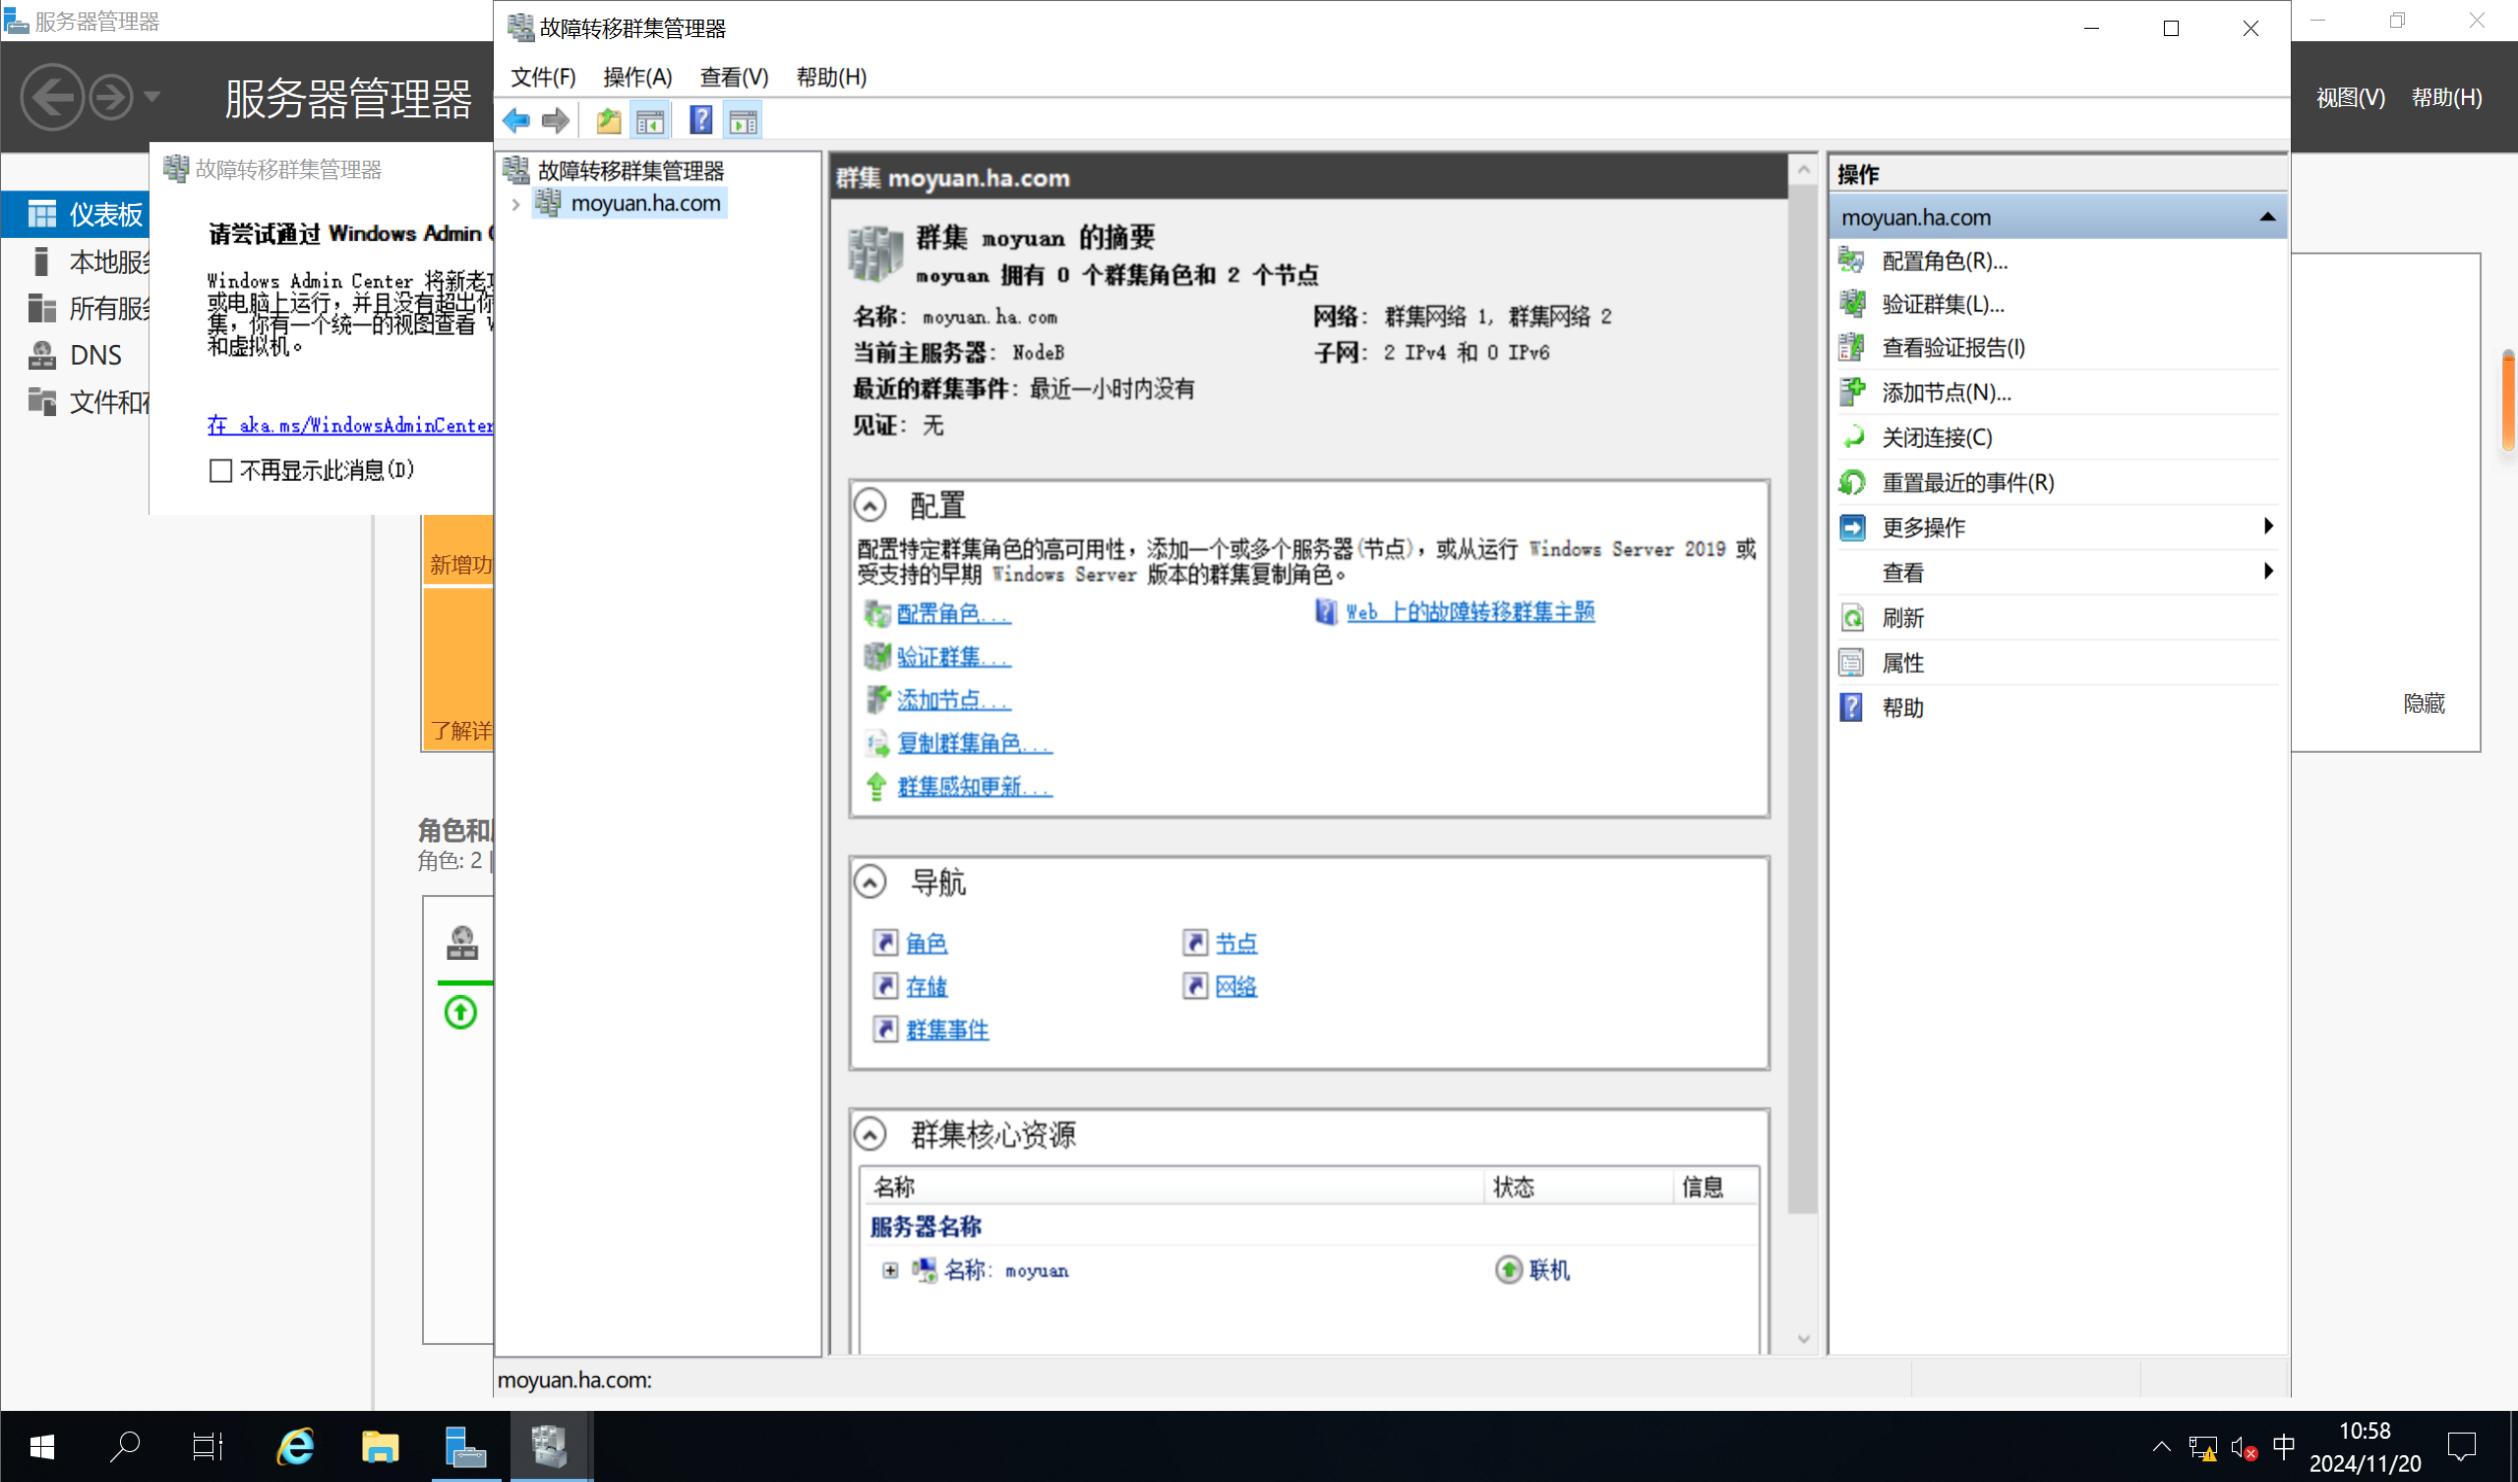 服务器管理器
服务器管理器
视图(V) 帮助(H)
仪表板
本地服
所有服
DNS
文件和
故障转移群集管理器
请尝试通过 Windows Admin
Windows Admin Center 将新老
或电脑上运行，并且没有超出你
集，你有一个统一的视图查看
和虚拟机。
在 aka.ms/WindowsAdminCenter
不再显示此消息(D)
新增功
了解详
角色和
角色: 2 |
隐藏
故障转移群集管理器
文件(F) 操作(A) 查看(V) 帮助(H)
故障转移群集管理器
moyuan.ha.com
群集 moyuan.ha.com
群集 moyuan 的摘要
moyuan 拥有 0 个群集角色和 2 个节点
名称: moyuan.ha.com
网络: 群集网络 1, 群集网络 2
当前主服务器: NodeB
子网: 2 IPv4 和 0 IPv6
最近的群集事件: 最近一小时内没有
见证: 无
配置
配置特定群集角色的高可用性，添加一个或多个服务器(节点)，或从运行 Windows Server 2019 或
受支持的早期 Windows Server 版本的群集复制角色。
配置角色...
Web 上的故障转移群集主题
验证群集...
添加节点...
复制群集角色...
群集感知更新...
导航
角色
节点
存储
网络
群集事件
群集核心资源
名称 状态 信息
服务器名称
名称: moyuan 联机
操作
moyuan.ha.com
配置角色(R)...
验证群集(L)...
查看验证报告(I)
添加节点(N)...
关闭连接(C)
重置最近的事件(R)
更多操作
查看
刷新
属性
帮助
moyuan.ha.com:
中
10:58
2024/11/20